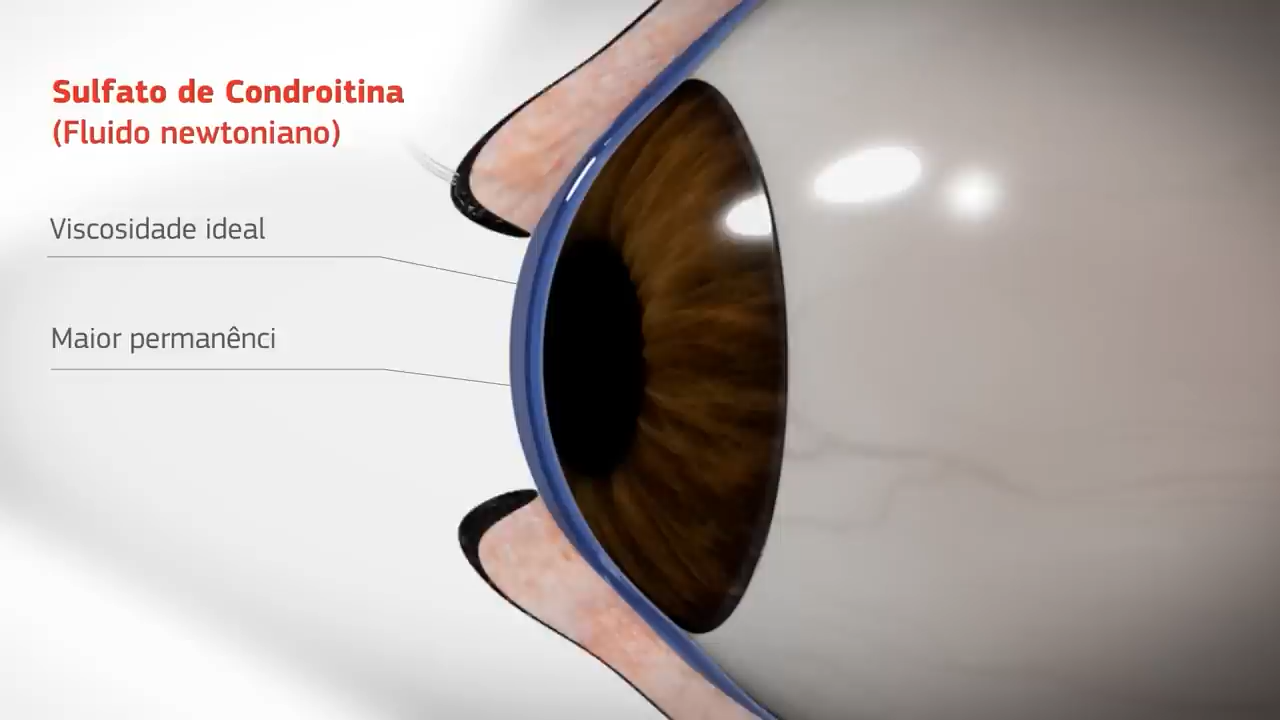 Sulfato de Condroitina
(Fluido newtoniano)
Viscosidade ideal
Maior permanênci